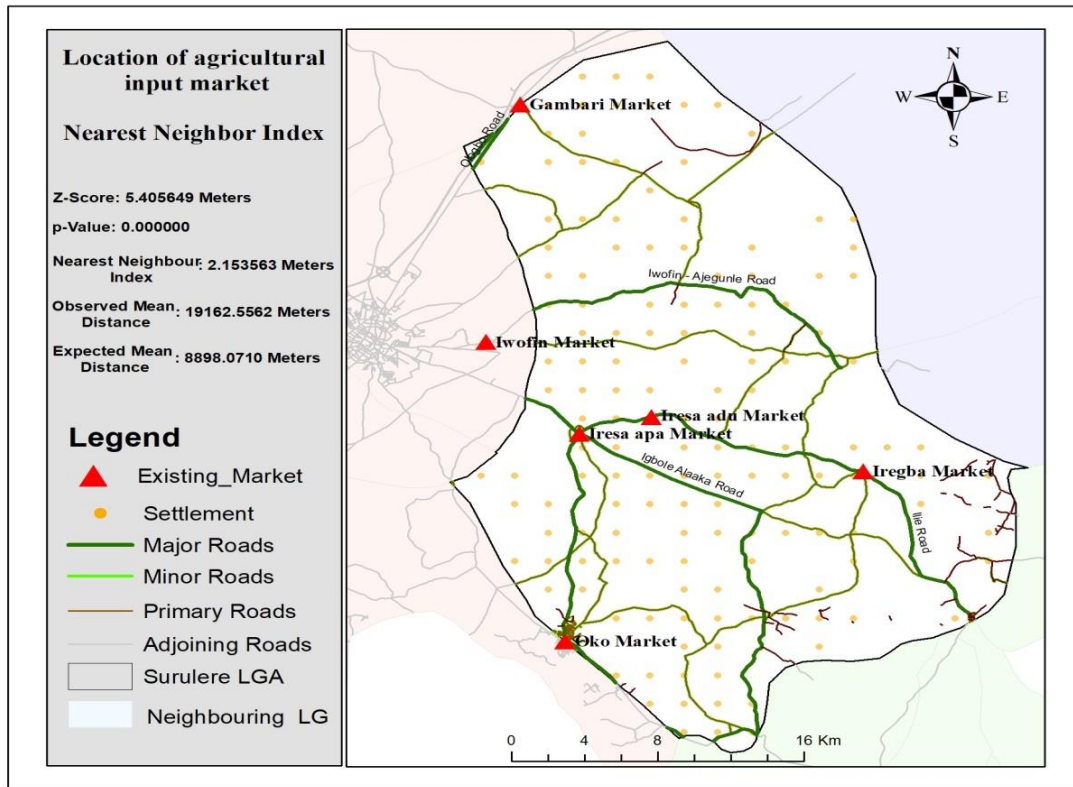 Location of agricultural
input market
Nearest Neighbor Index
Z-Score: 5.405649 Meters
p-Value: 0.000000
Nearest Neighbour : 2.153563 Meters
Index
Observed Mean : 19162.5562 Meters
Distance
Expected Mean : 8898.0710 Meters
Distance
Legend
Existing_Market
Settlement
Major Roads
Minor Roads
Primary Roads
Adjoining Roads
Surulere LGA
Neighbouring LG
N
W
E
S
Gambari Market
Road
Iwofin - Ajegunle Road
Iwofin Market
Iresa adu Market
Iresa apa Market
Igbole Alaaka Road
Iregba Market
Ilie Road
Oko Market
0 4 8 16 Km